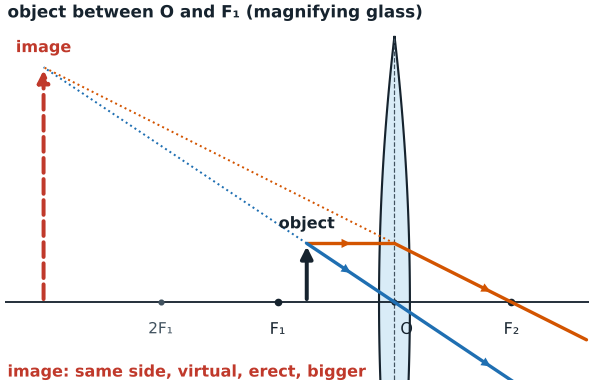 object between O and F₁ (magnifying glass)
image
object
2F₁
F₁
O
F₂
image: same side, virtual, erect, bigger